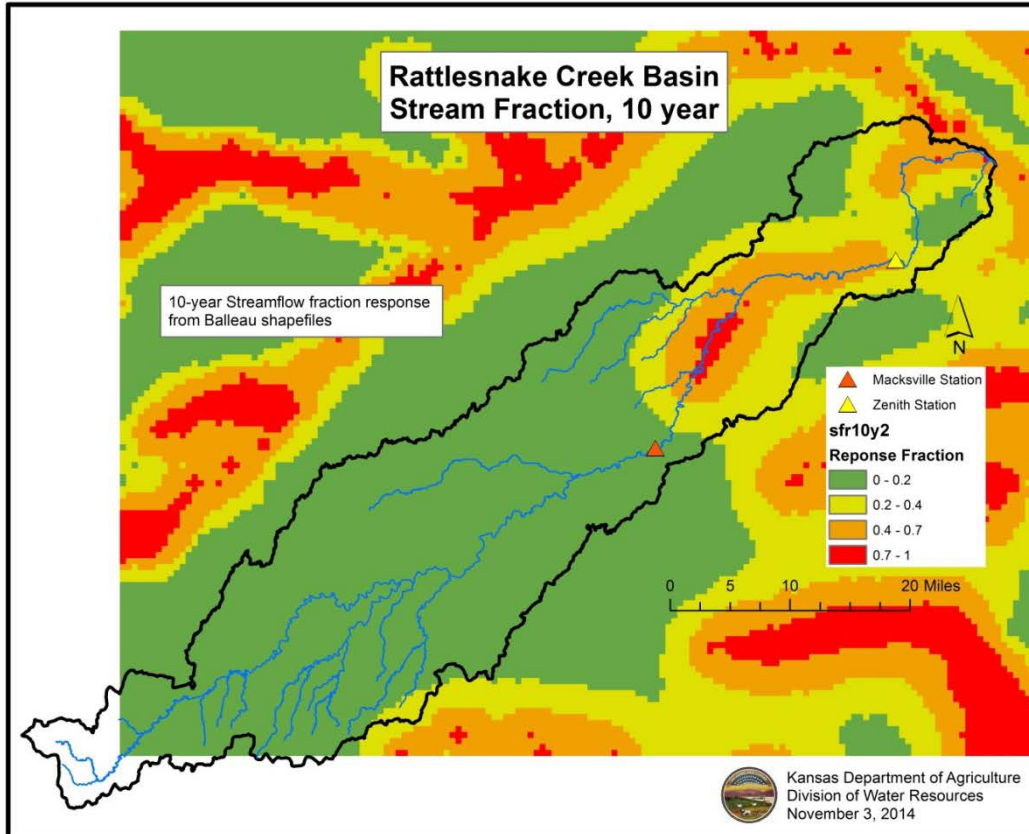 Rattlesnake Creek Basin
Stream Fraction, 10 year
10-year Streamflow fraction response
from Balleau shapefiles
N
Macksville Station
Zenith Station
sfr10y2
Reponse Fraction
0 - 0.2
0.2 - 0.4
0.4 - 0.7
0.7 - 1
0 5 10 20 Miles
Kansas Department of Agriculture
Division of Water Resources
November 3, 2014